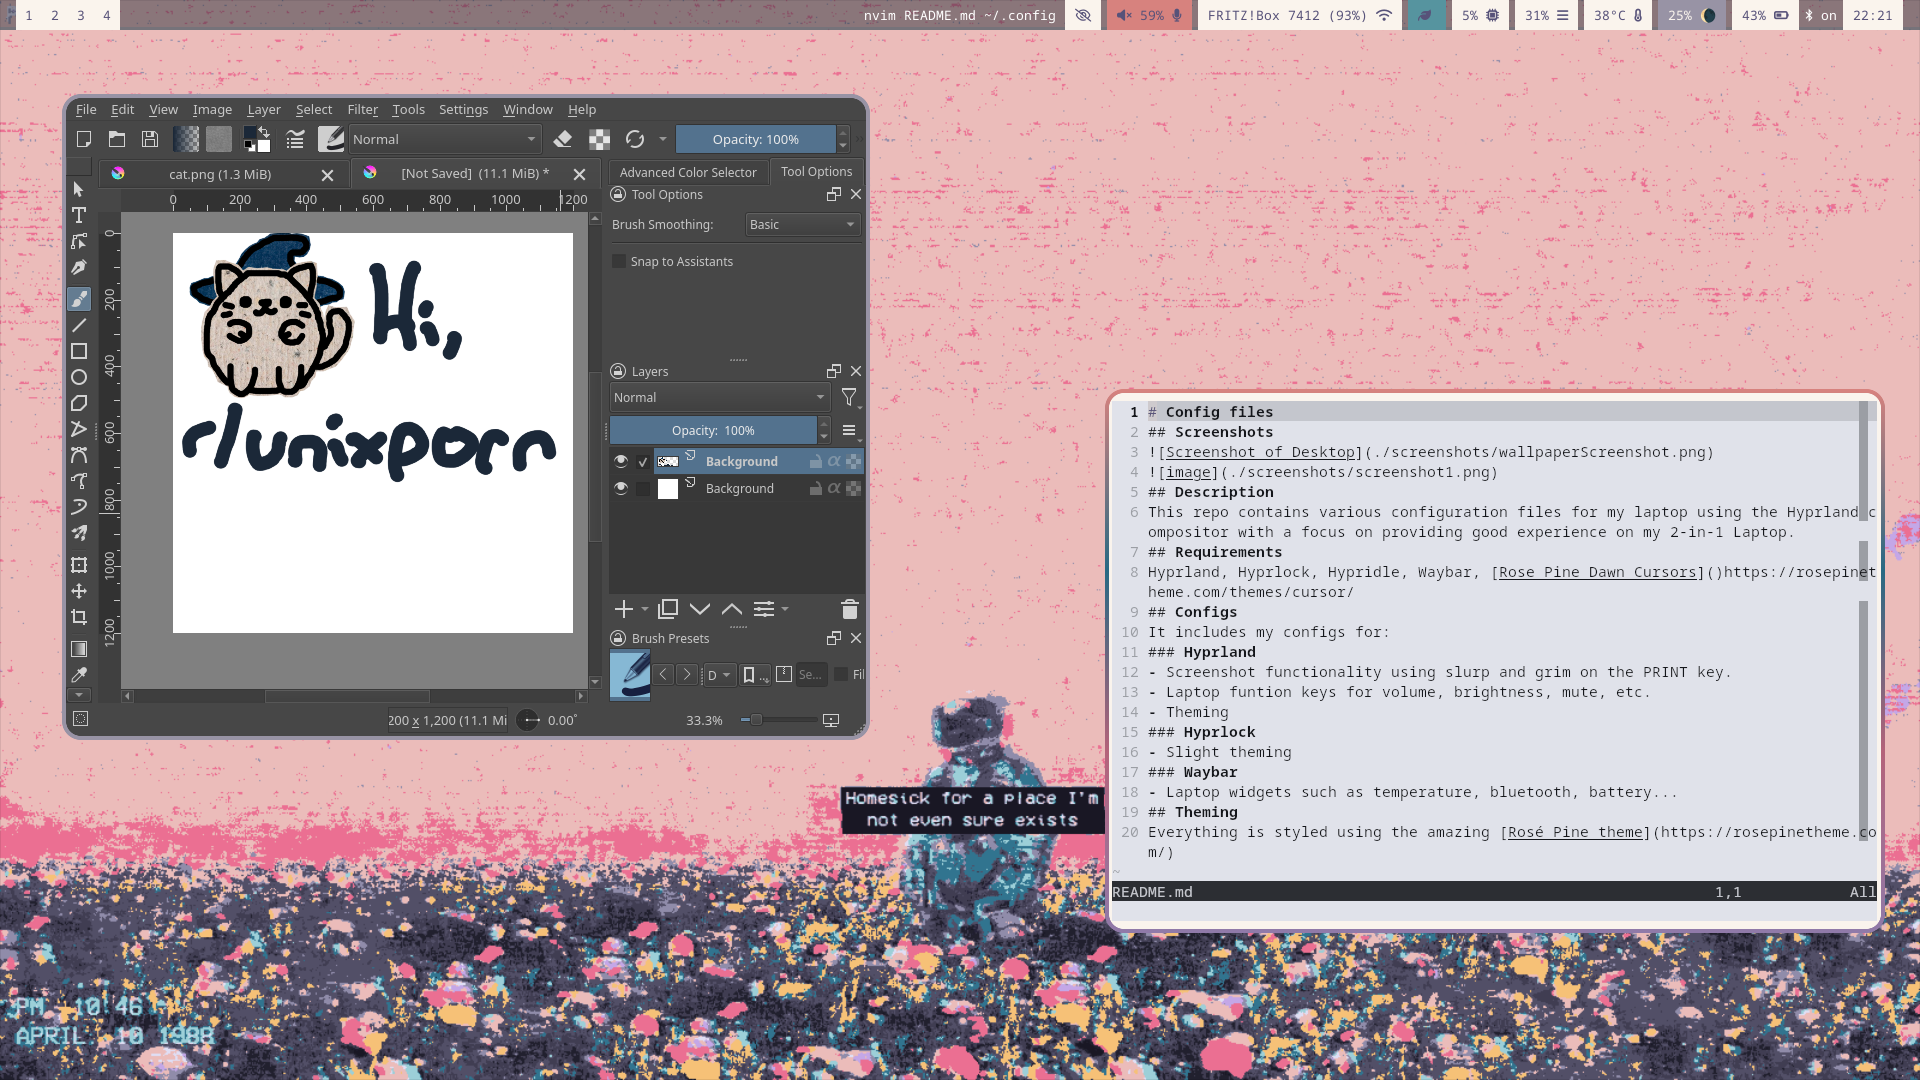 1 2 3 4
nvim README.md ~/.config
59%
FRITZ!Box 7412 (93%)
5%
31%
38°C
25%
43%
on
22:21
File Edit View Image Layer Select Filter Tools Settings Window Help
Normal
Opacity: 100%
cat.png (1.3 MiB)
[Not Saved] (11.1 MiB) *
0 200 400 600 800 1000 1200
0
200
400
600
800
1000
1200
Hi,
r/unixporn
200 x 1,200 (11.1 Mi
0.00°
33.3%
Advanced Color Selector
Tool Options
Tool Options
Brush Smoothing:
Basic
Snap to Assistants
Layers
Normal
Opacity: 100%
Background
Background
Brush Presets
D
Se...
Fil
Homesick for a place I'm
not even sure exists
1 # Config files
2 ## Screenshots
3 ![Screenshot of Desktop](./screenshots/wallpaperScreenshot.png)
4 ![image](./screenshots/screenshot1.png)
5 ## Description
6 This repo contains various configuration files for my laptop using the Hyprland c
ompositor with a focus on providing good experience on my 2-in-1 Laptop.
7 ## Requirements
8 Hyprland, Hyprlock, Hypridle, Waybar, [Rose Pine Dawn Cursors]()https://rosepinet
heme.com/themes/cursor/
9 ## Configs
10 It includes my configs for:
11 ### Hyprland
12 - Screenshot functionality using slurp and grim on the PRINT key.
13 - Laptop funtion keys for volume, brightness, mute, etc.
14 - Theming
15 ### Hyprlock
16 - Slight theming
17 ### Waybar
18 - Laptop widgets such as temperature, bluetooth, battery...
19 ## Theming
20 Everything is styled using the amazing [Rosé Pine theme](https://rosepinetheme.co
m/)
~
README.md 1,1 All
PM 10:46
APRIL. 10 1988